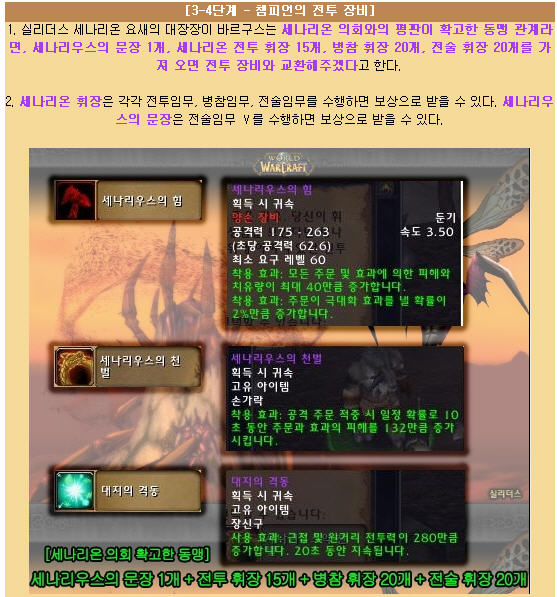 [3-4단계 - 챔피언의 전투 장비]
1. 실리더스 세나리온 요새의 대장장이 바르구스는 세나리온 의회와의 평판이 확고한 동맹 관계라
면, 세나리우스의 문장 1개, 세나리온 전투 휘장 15개, 병참 휘장 20개, 전술 휘장 20개를 가
져 오면 전투 장비와 교환해주겠다고 한다.
2. 세나리온 휘장은 각각 전투임무, 병참임무, 전술임무를 수행하면 보상으로 받을 수 있다. 세나리우
스의 문장은 전술임무 V를 수행하면 보상으로 받을 수 있다.
WORLD
WARCRAFT
세나리우스의 힘
세나리우스의 힘
획득 시 귀속
양손 장비 둔기
공격력 175 - 263 속도 3.50
(초당 공격력 62.6)
최소 요구 레벨 60
착용 효과: 모든 주문 및 효과에 의한 피해와
치유량이 최대 40만큼 증가합니다.
착용 효과: 주문이 극대화 효과를 낼 확률이
2%만큼 증가합니다.
세나리우스의 천
벌
세나리우스의 천벌
획득 시 귀속
고유 아이템
손가락
착용 효과: 공격 주문 적중 시 일정 확률로 10
초 동안 주문과 효과의 피해를 132만큼 증가
시킵니다.
대지의 격동
대지의 격동
획득 시 귀속
고유 아이템
장신구
사용 효과: 근접 및 원거리 전투력이 280만큼
증가합니다. 20초 동안 지속됩니다.
실리더스
[세나리온 의회 확고한 동맹]
세나리우스의 문장 1개 + 전투 휘장 15개 + 병참 휘장 20개 + 전술 휘장 20개